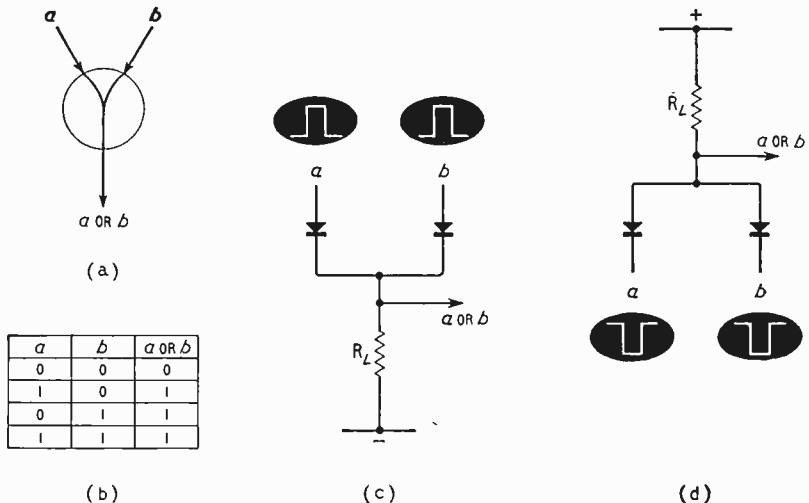 a b
a OR b
(a)
a b a OR b
0 0 0
1 0 1
0 1 1
1 1 1
(b)
a b
a OR b
R_L
−
(c)
+
R_L
a OR b
a b
(d)